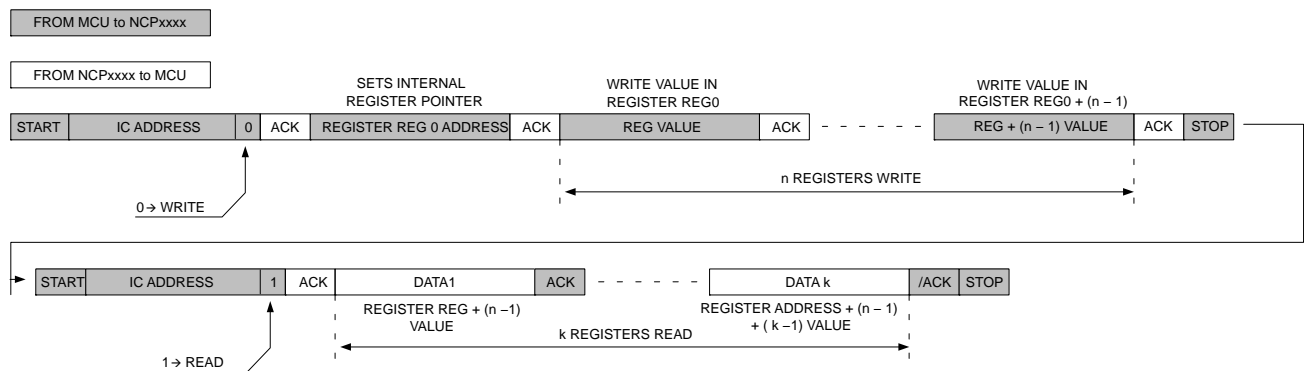 FROM MCU to NCPxxxx
FROM NCPxxxx to MCU
SETS INTERNAL
REGISTER POINTER
WRITE VALUE IN
REGISTER REG0
WRITE VALUE IN
REGISTER REG0 + (n − 1)
START IC ADDRESS 0 ACK REGISTER REG 0 ADDRESS ACK REG VALUE ACK REG + (n − 1) VALUE ACK STOP
n REGISTERS WRITE
0 → WRITE
START IC ADDRESS 1 ACK DATA1 ACK DATA k /ACK STOP
REGISTER REG + (n −1)
VALUE
REGISTER ADDRESS + (n − 1)
+ ( k −1) VALUE
k REGISTERS READ
1 → READ